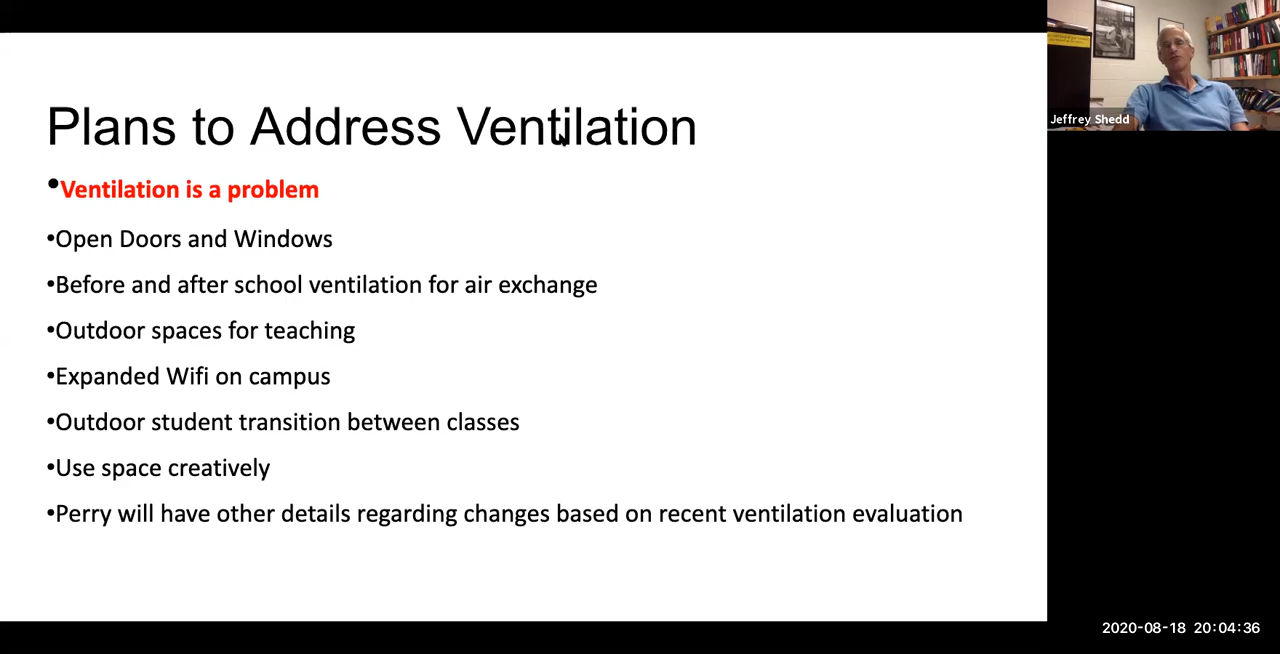 Plans to Address Ventilation
•Ventilation is a problem
•Open Doors and Windows
•Before and after school ventilation for air exchange
•Outdoor spaces for teaching
•Expanded Wifi on campus
•Outdoor student transition between classes
•Use space creatively
•Perry will have other details regarding changes based on recent ventilation evaluation
Jeffrey Shedd
2020-08-18 20:04:36